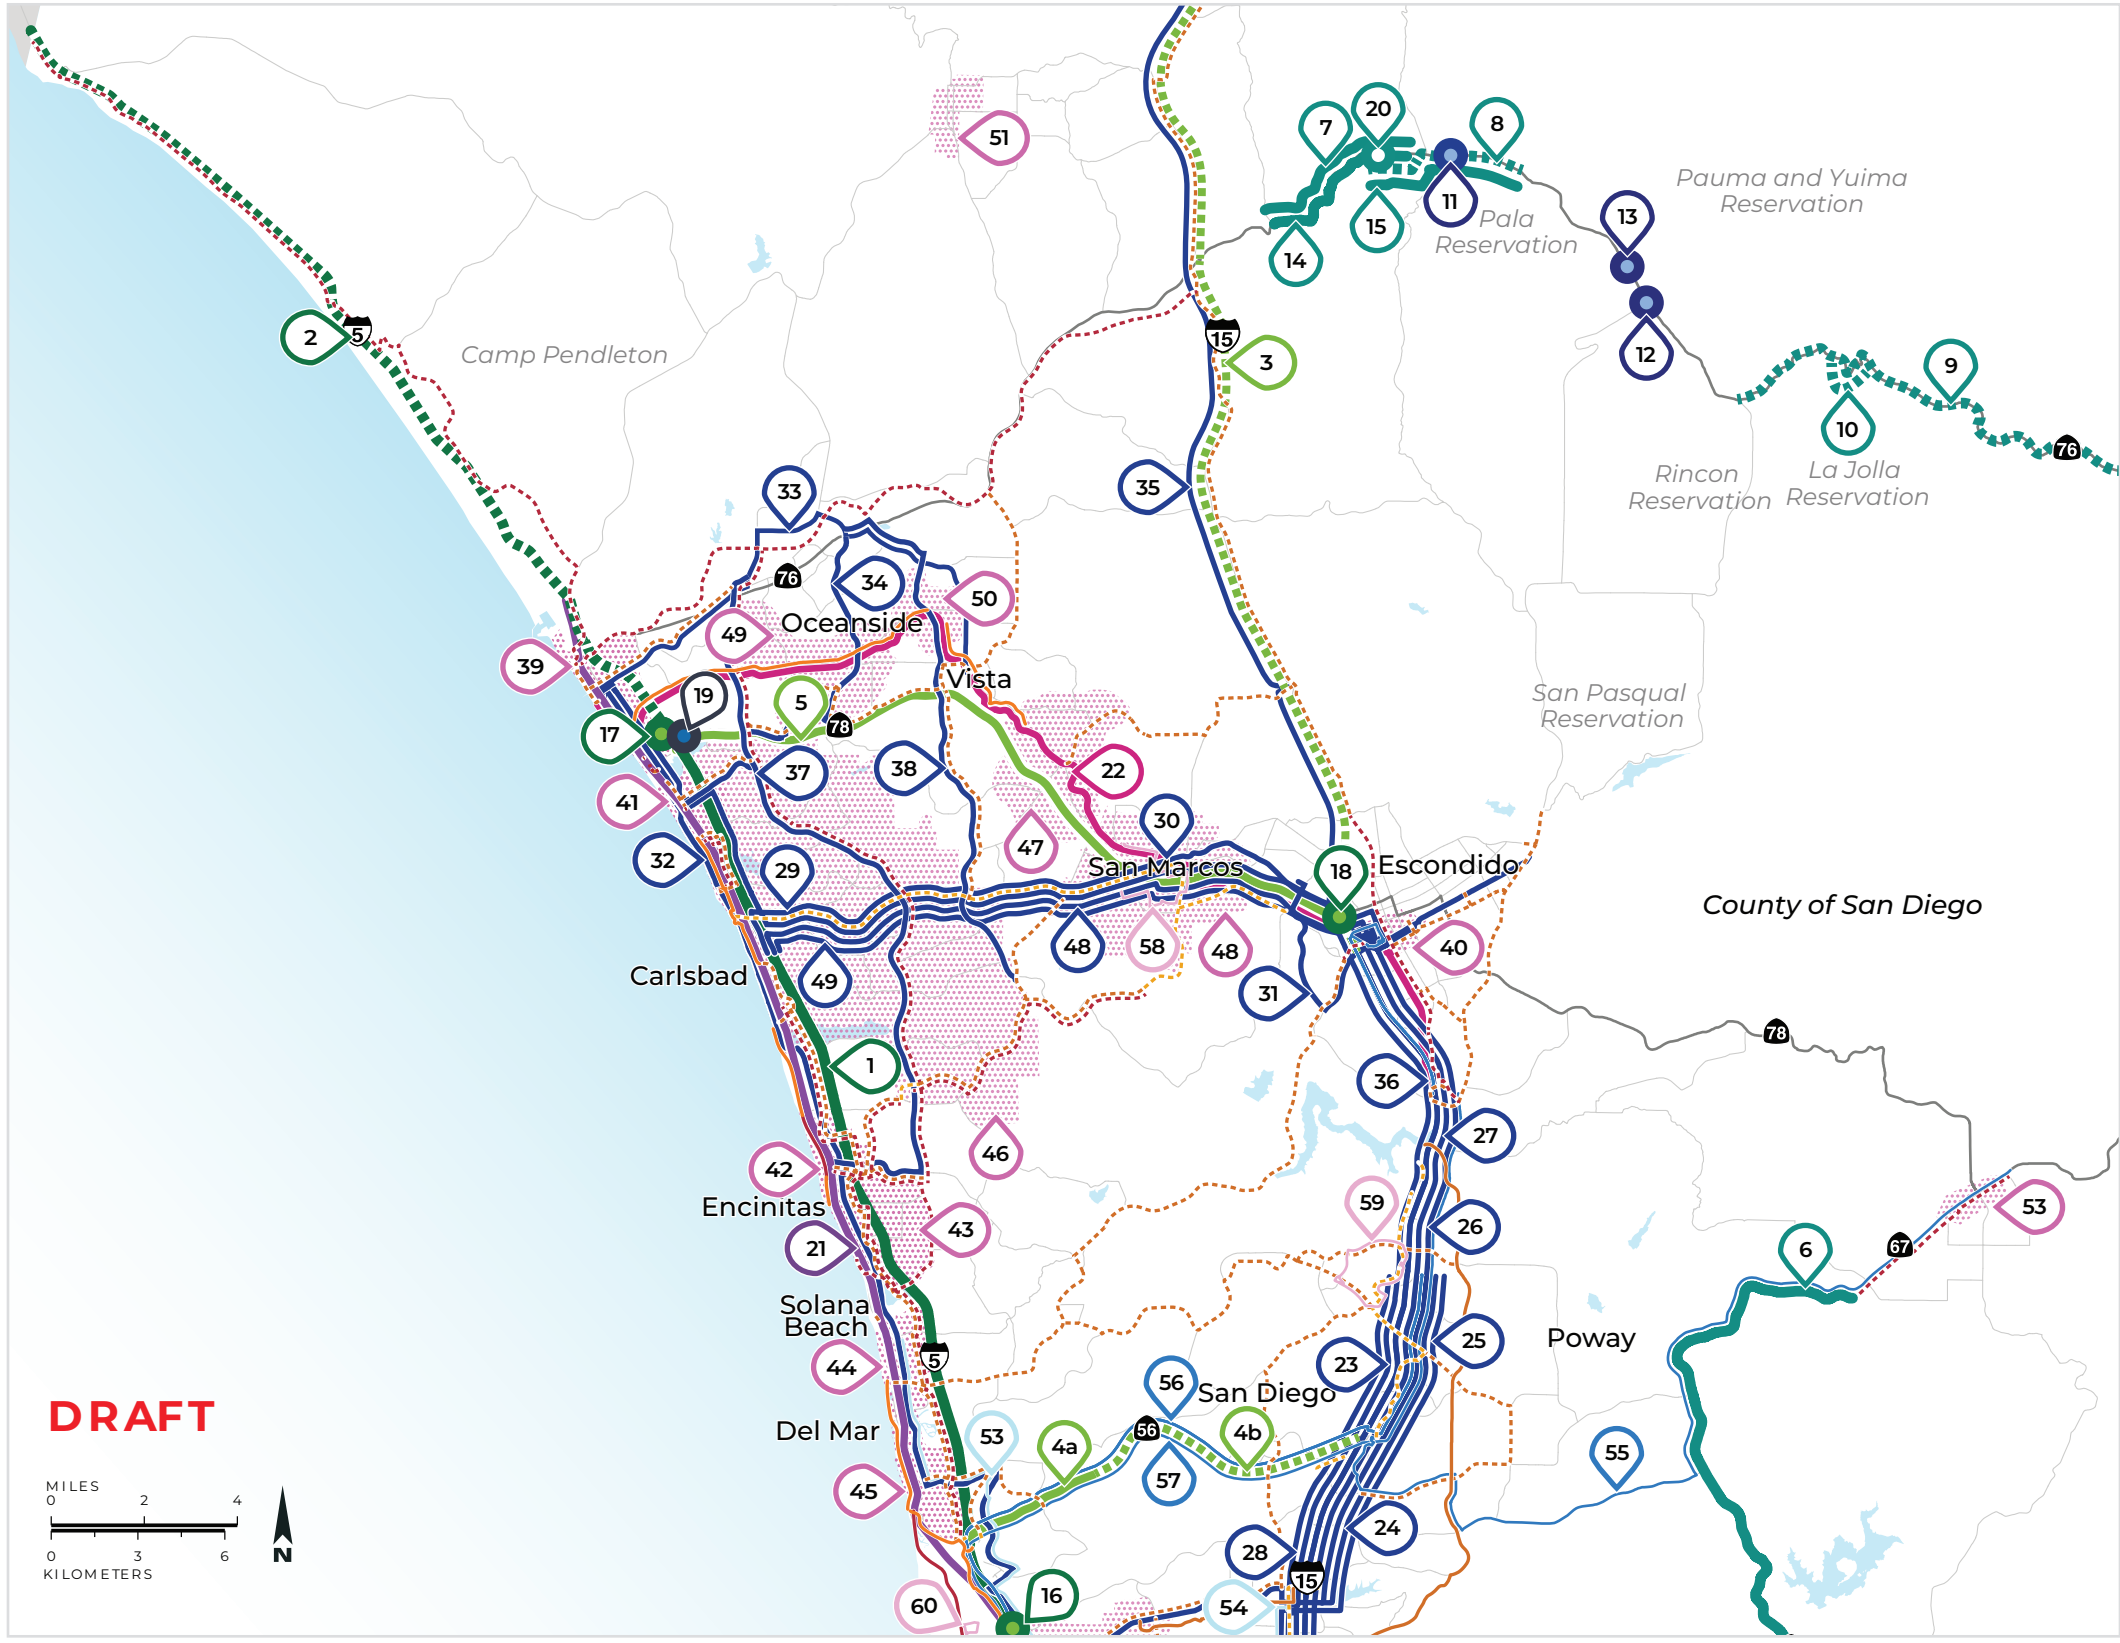 51
7
20
8
11
15
14
Pala
Reservation
Pauma and Yuima
Reservation
13
12
2
5
Camp Pendleton
15
3
9
10
76
35
Rincon
Reservation
La Jolla
Reservation
33
76
34
50
49
Oceanside
39
Vista
19
5
78
17
San Pasqual
Reservation
37
38
22
41
47
30
32
29
San Marcos
18
Escondido
County of San Diego
48
58
48
40
49
31
Carlsbad
78
1
36
27
46
42
Encinitas
43
59
26
53
21
6
67
Solana
Beach
25
Poway
44
5
23
56
San Diego
DRAFT
Del Mar
53
4a
56
4b
55
57
45
MILES
0 2 4
0 3 6
KILOMETERS
N
24
28
15
16
60
54